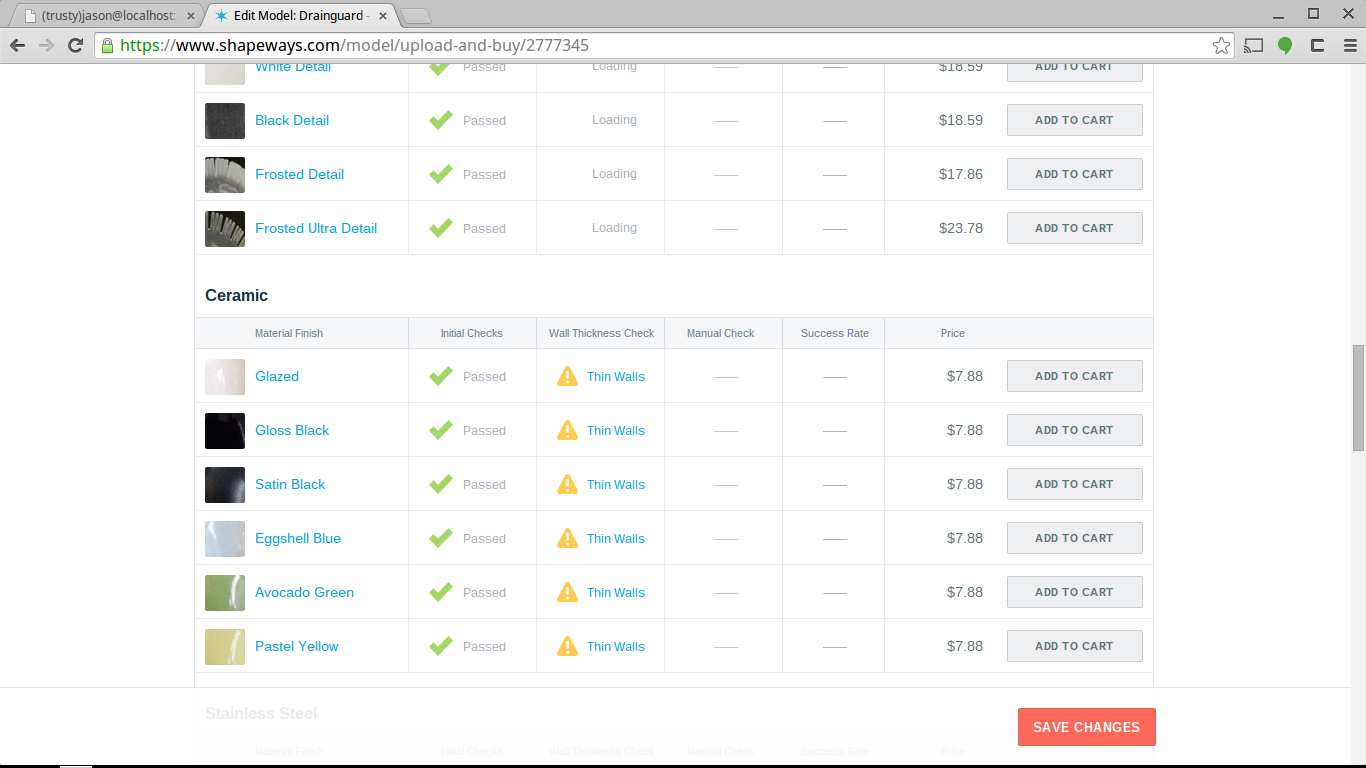 (trusty)jason@localhost:
Edit Model: Drainguard -
https://www.shapeways.com/model/upload-and-buy/2777345
White Detail Passed Loading $18.59 ADD TO CART
Black Detail Passed Loading $18.59 ADD TO CART
Frosted Detail Passed Loading $17.86 ADD TO CART
Frosted Ultra Detail Passed Loading $23.78 ADD TO CART
Ceramic
Material Finish Initial Checks Wall Thickness Check Manual Check Success Rate Price
Glazed Passed Thin Walls $7.88 ADD TO CART
Gloss Black Passed Thin Walls $7.88 ADD TO CART
Satin Black Passed Thin Walls $7.88 ADD TO CART
Eggshell Blue Passed Thin Walls $7.88 ADD TO CART
Avocado Green Passed Thin Walls $7.88 ADD TO CART
Pastel Yellow Passed Thin Walls $7.88 ADD TO CART
Stainless Steel
SAVE CHANGES
Material Finish Initial Checks Wall Thickness Check Manual Check Success Rate Price